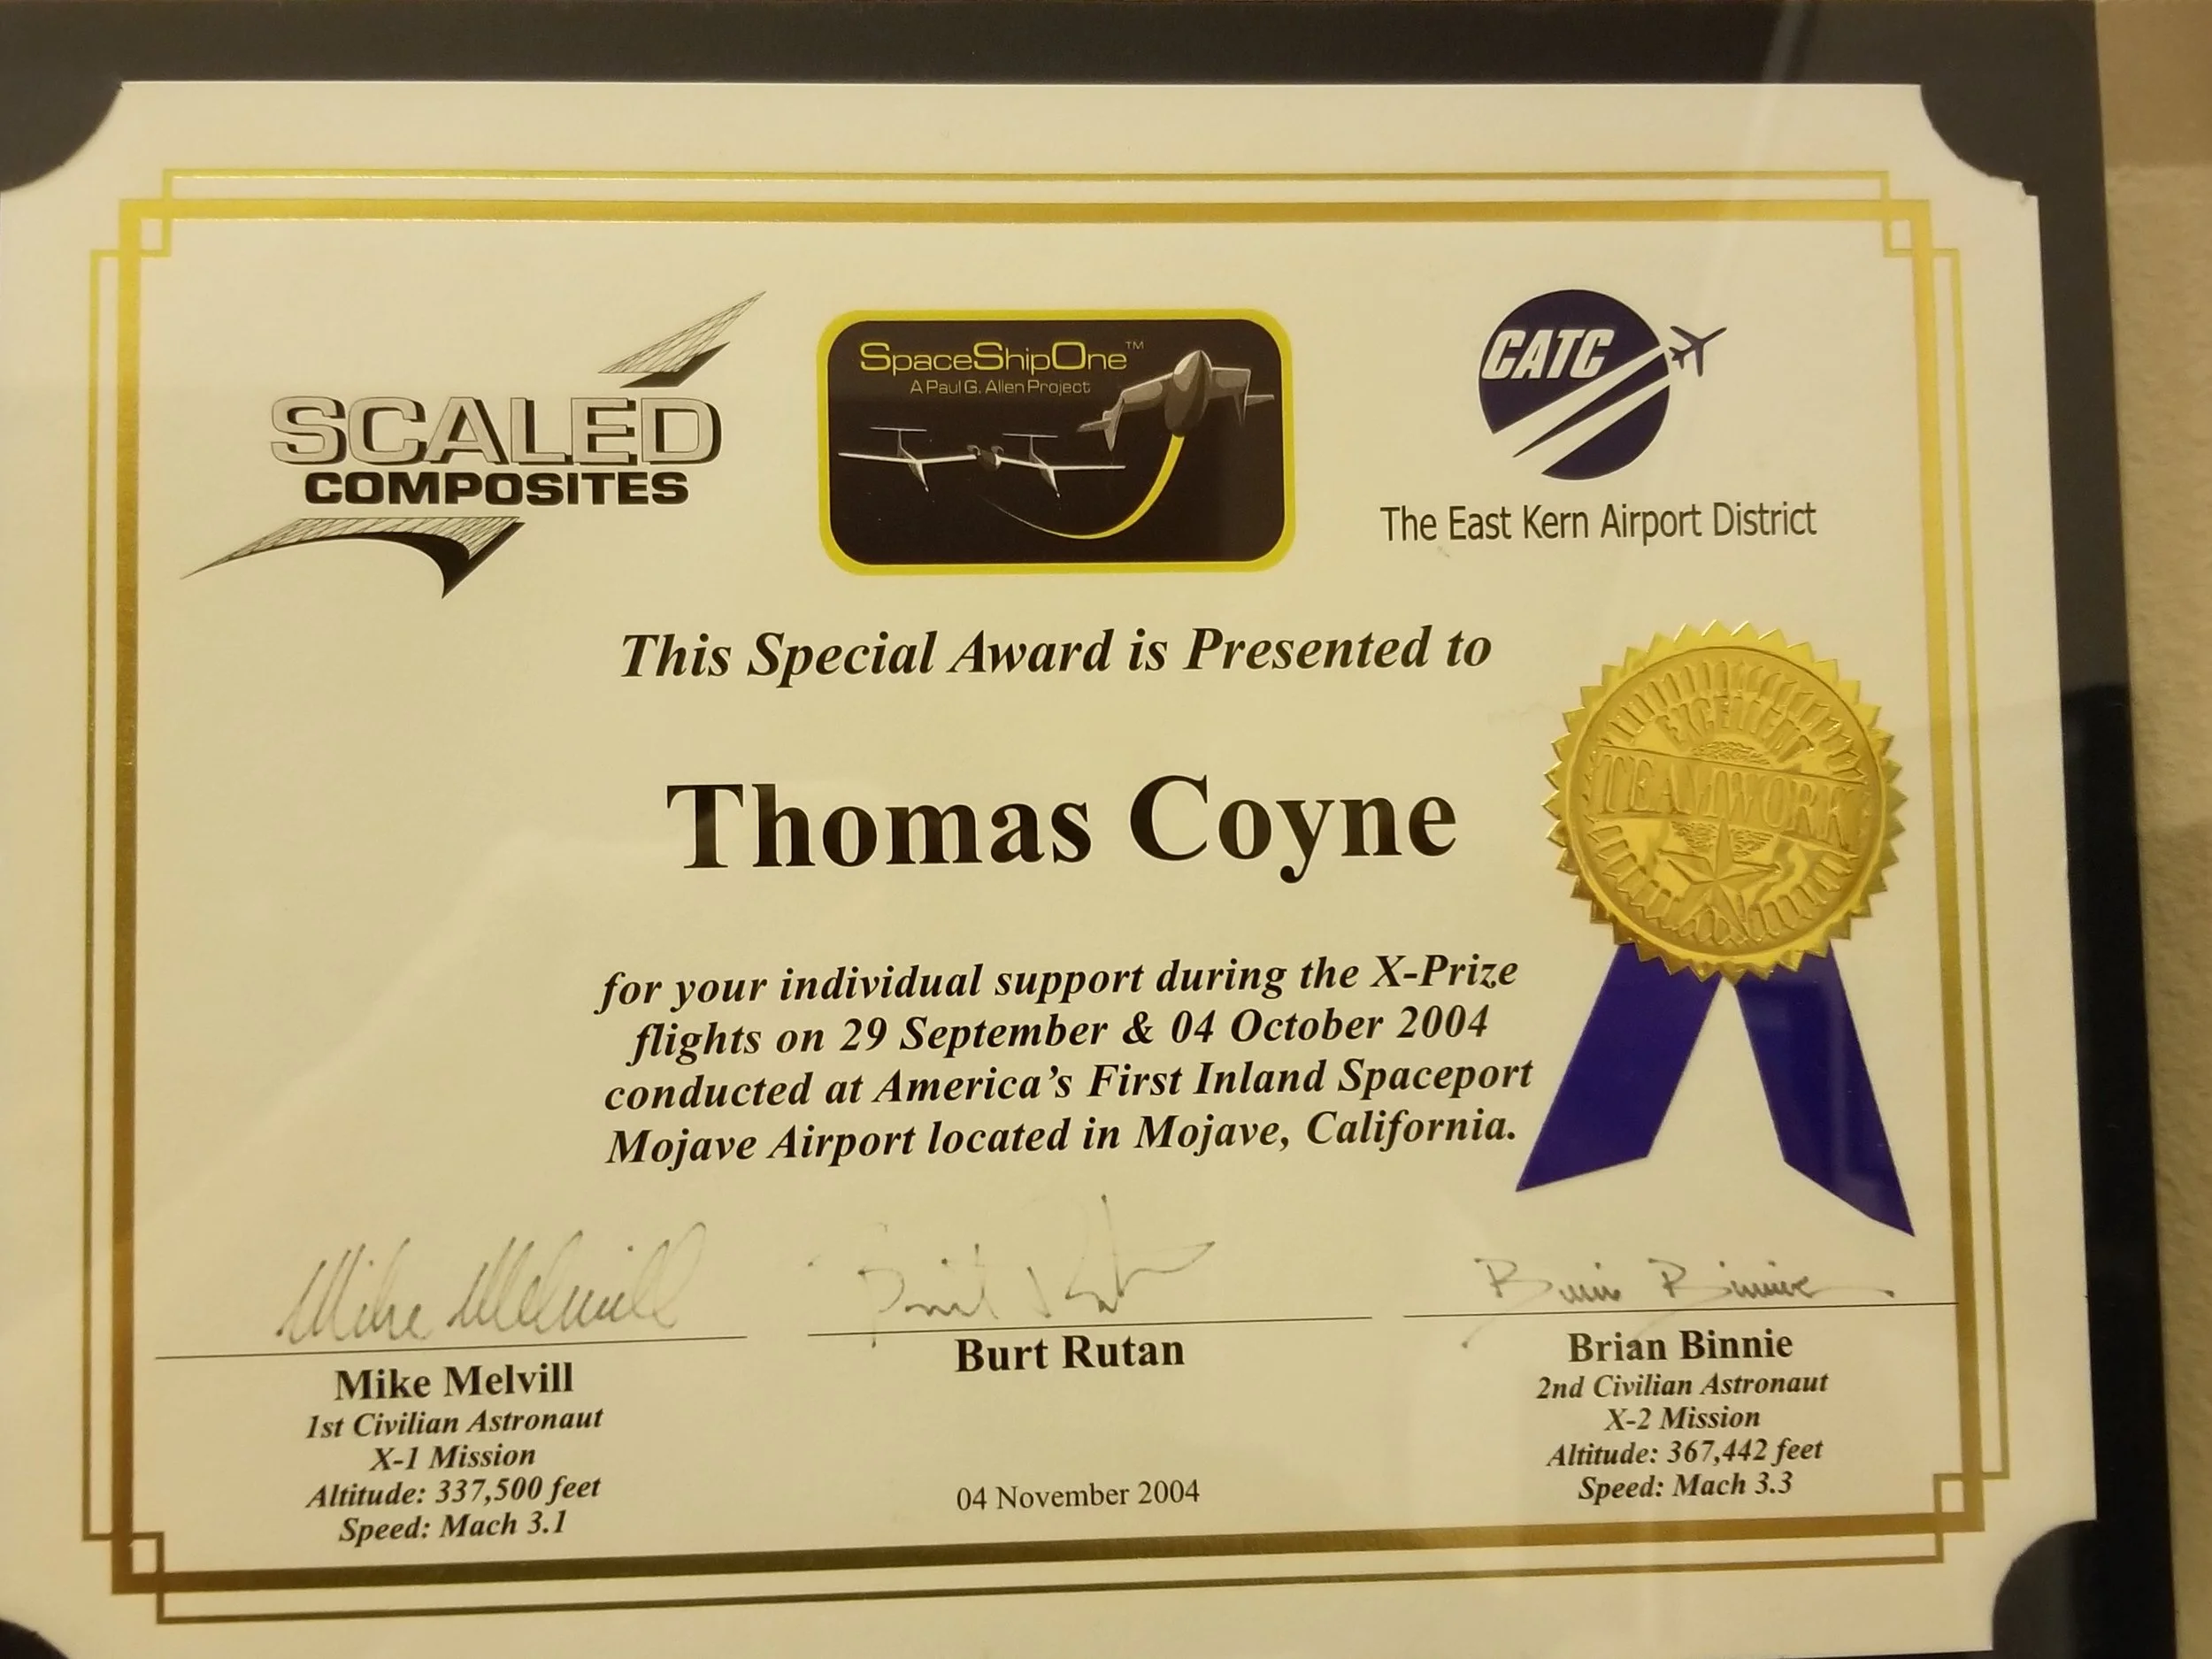 SCALED
COMPOSITES
SpaceShipOne™
A Paul G. Allen Project
CATC
The East Kern Airport District
This Special Award is Presented to
Thomas Coyne
EXCELLENT
TEAMWORK
for your individual support during the X-Prize
flights on 29 September & 04 October 2004
conducted at America's First Inland Spaceport
Mojave Airport located in Mojave, California.
Mike Melvill
Burt Rutan
Brian Binnie
Mike Melvill
1st Civilian Astronaut
X-1 Mission
Altitude: 337,500 feet
Speed: Mach 3.1
Burt Rutan
04 November 2004
Brian Binnie
2nd Civilian Astronaut
X-2 Mission
Altitude: 367,442 feet
Speed: Mach 3.3